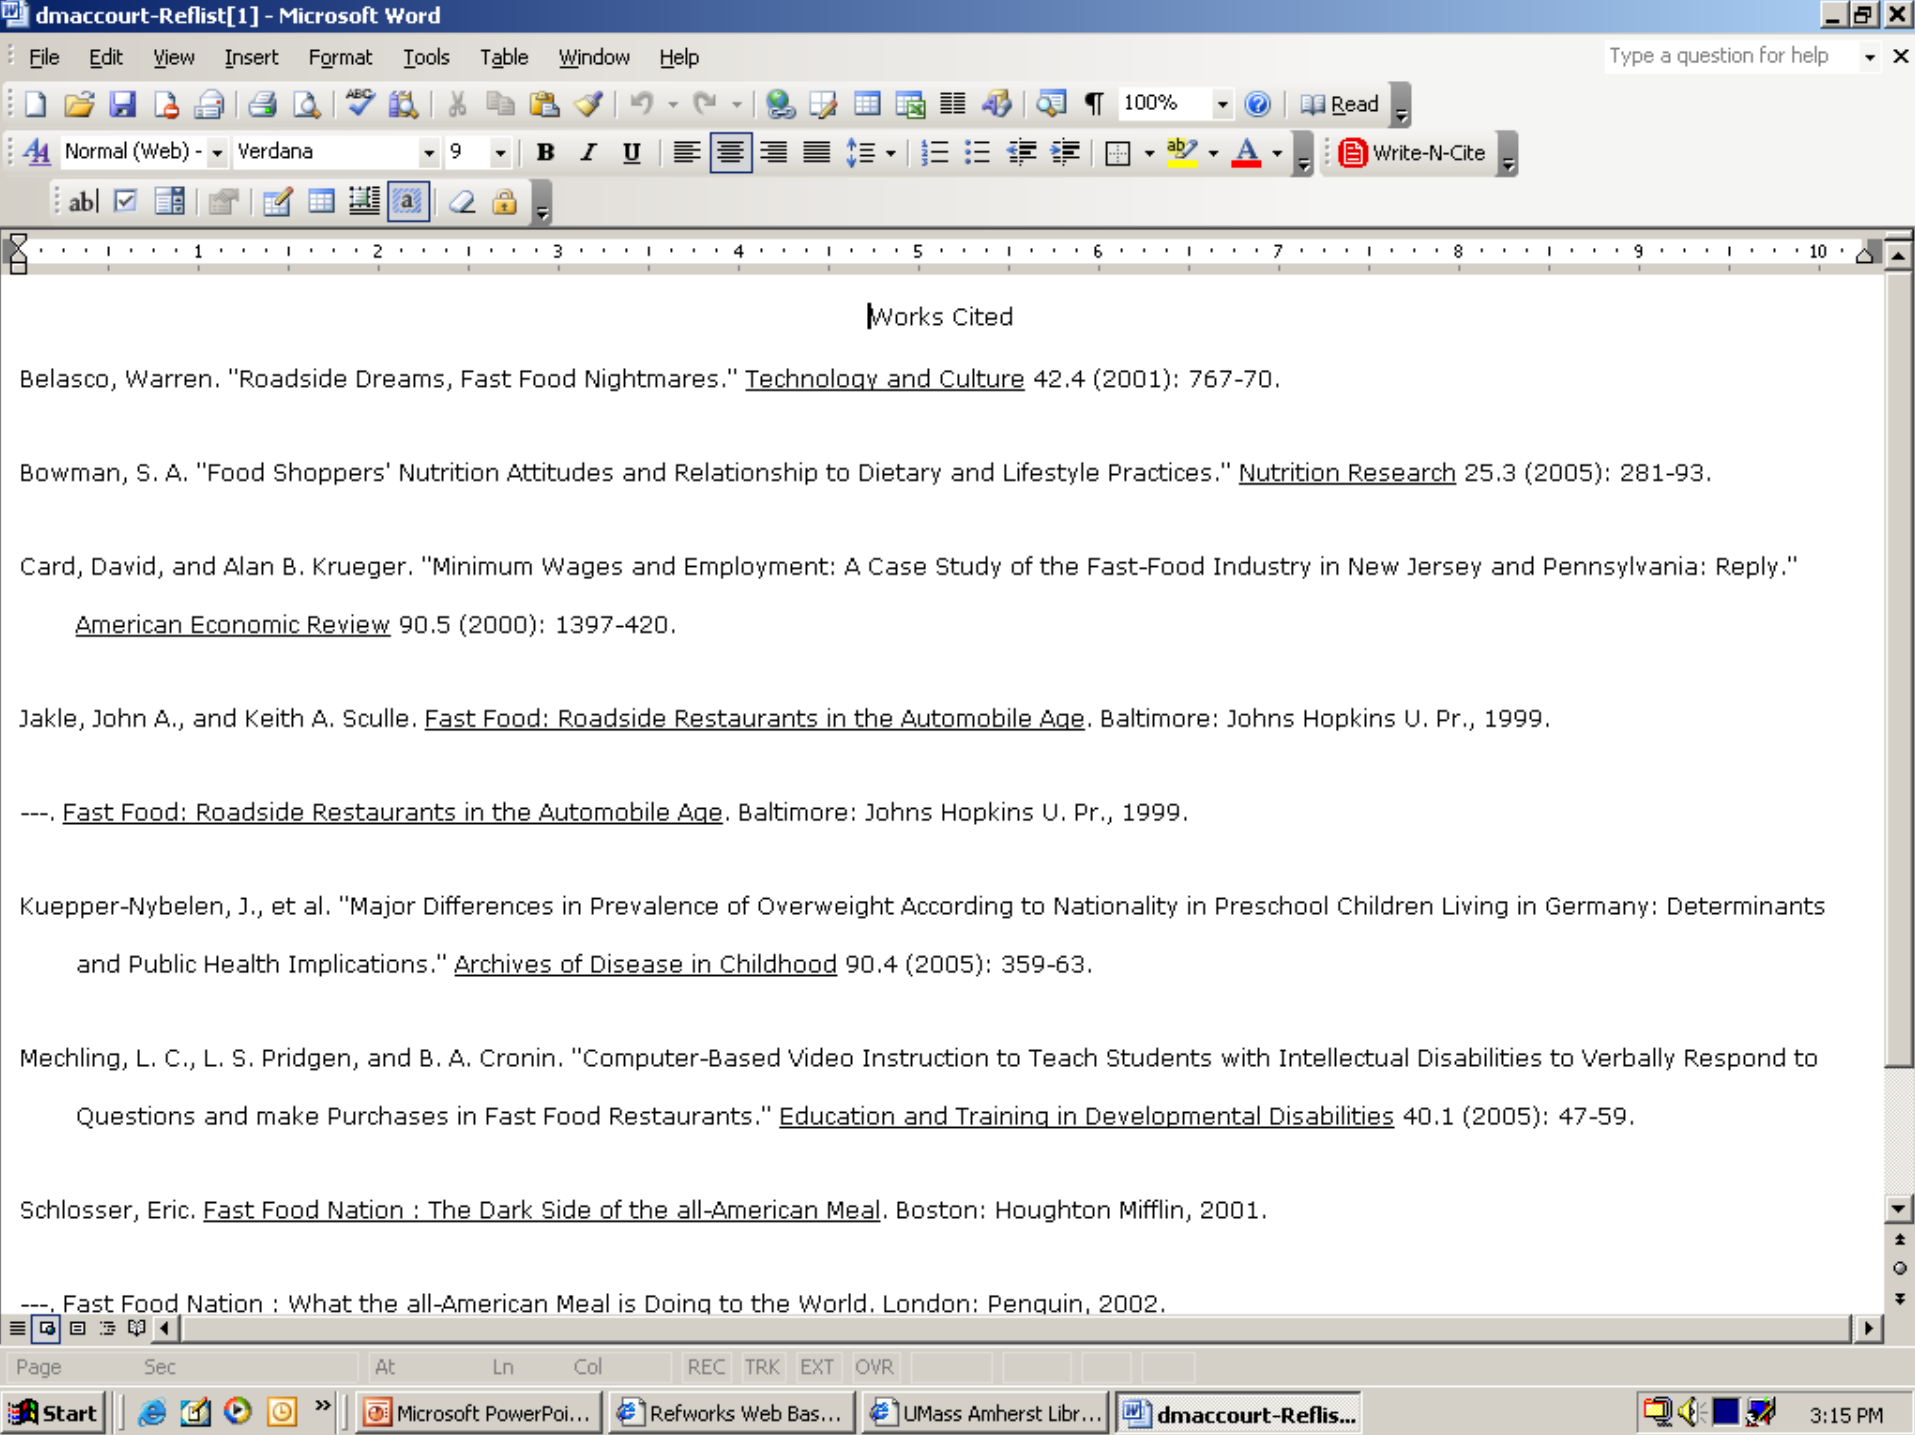 dmaccourt-Reflist[1] - Microsoft Word
File Edit View Insert Format Tools Table Window Help Type a question for help
ABC 100% Read
Normal (Web) - Verdana 9 B I U ab A Write-N-Cite
ab| a
1 2 3 4 5 6 7 8 9 10
Works Cited
Belasco, Warren. "Roadside Dreams, Fast Food Nightmares." Technology and Culture 42.4 (2001): 767-70.
Bowman, S. A. "Food Shoppers' Nutrition Attitudes and Relationship to Dietary and Lifestyle Practices." Nutrition Research 25.3 (2005): 281-93.
Card, David, and Alan B. Krueger. "Minimum Wages and Employment: A Case Study of the Fast-Food Industry in New Jersey and Pennsylvania: Reply."
American Economic Review 90.5 (2000): 1397-420.
Jakle, John A., and Keith A. Sculle. Fast Food: Roadside Restaurants in the Automobile Age. Baltimore: Johns Hopkins U. Pr., 1999.
---. Fast Food: Roadside Restaurants in the Automobile Age. Baltimore: Johns Hopkins U. Pr., 1999.
Kuepper-Nybelen, J., et al. "Major Differences in Prevalence of Overweight According to Nationality in Preschool Children Living in Germany: Determinants
and Public Health Implications." Archives of Disease in Childhood 90.4 (2005): 359-63.
Mechling, L. C., L. S. Pridgen, and B. A. Cronin. "Computer-Based Video Instruction to Teach Students with Intellectual Disabilities to Verbally Respond to
Questions and make Purchases in Fast Food Restaurants." Education and Training in Developmental Disabilities 40.1 (2005): 47-59.
Schlosser, Eric. Fast Food Nation : The Dark Side of the all-American Meal. Boston: Houghton Mifflin, 2001.
---. Fast Food Nation : What the all-American Meal is Doing to the World. London: Penguin, 2002.
Page Sec At Ln Col REC TRK EXT OVR
Start » Microsoft PowerPoi... Refworks Web Bas... UMass Amherst Libr... dmaccourt-Reflis... 3:15 PM